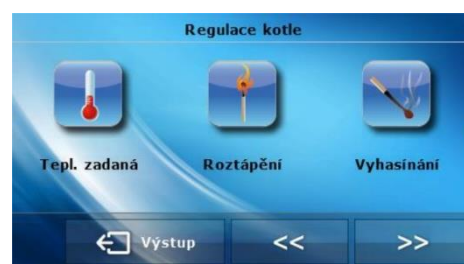 Regulace kotle
Tepl. zadaná Roztápění Vyhasínání
Výstup << >>